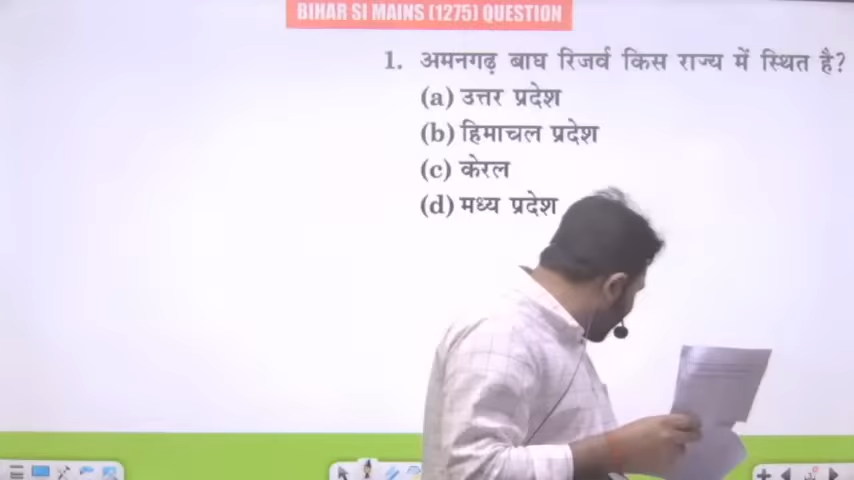 BIHAR SI MAINS (1275) QUESTION
1. अमनगढ़ बाघ रिजर्व किस राज्य में स्थित है?
(a) उत्तर प्रदेश
(b) हिमाचल प्रदेश
(c) केरल
(d) मध्य प्रदेश